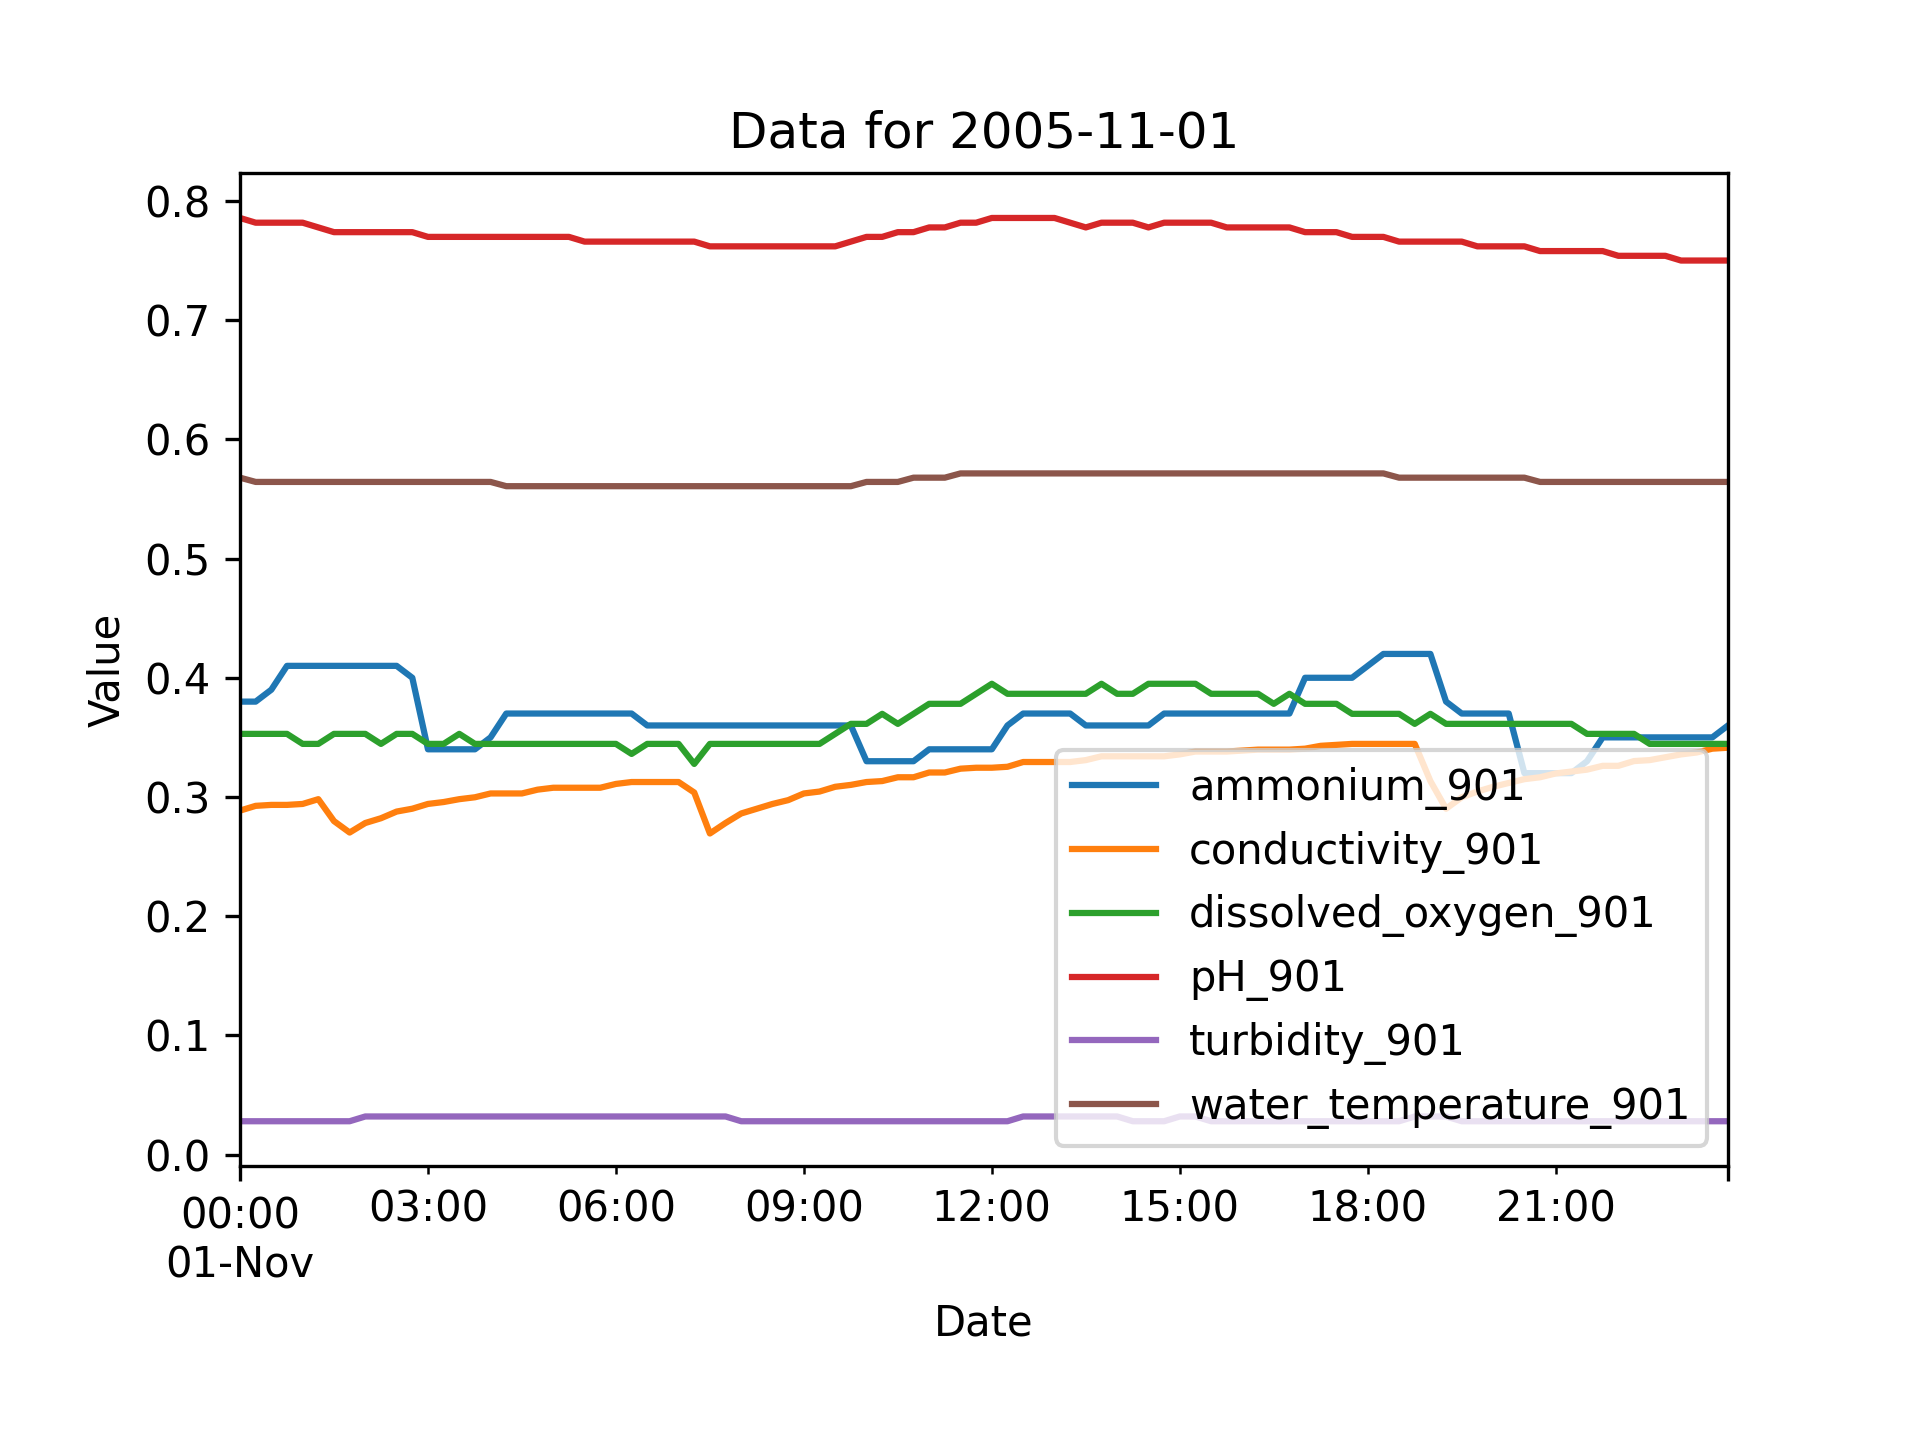 Data for 2005-11-01
Value
0.8
0.7
0.6
0.5
0.4
0.3
0.2
0.1
0.0
ammonium_901
conductivity_901
dissolved_oxygen_901
pH_901
turbidity_901
water_temperature_901
00:00 03:00 06:00 09:00 12:00 15:00 18:00 21:00
01-Nov
Date